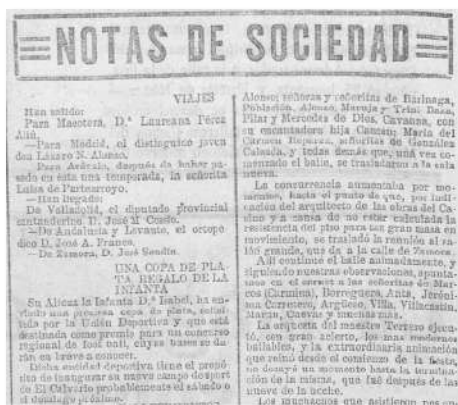 NOTAS DE SOCIEDAD
VIAJES
Han salido:
Para Maestora, D.ª Laureana Pérez
—Para Madrid, el distinguido joven
don Lázaro N. Alonso.
Para Arévalo, después de haber pa-
sado en ésta una temporada, la señorita
Luisa de Partearroyo.
—Han llegado:
De Valladolid, el diputado provincial
D. José M Cossío.
—De Andalucía y Levante, el ortopé-
dico D. José A. Franco.
—De Zamora, D. José Sendín.
UNA COPA DE PLA-
TA REGALO DE LA
INFANTA
Su Alteza la Infanta D.ª Isabel, ha en-
viado una preciosa copa de plata, solici-
tada por la Unión Deportiva y que está
destinada como premio para un concurso
regional de foot ball, cuyas bases se da-
rán en breve a conocer.
Dicha entidad deportiva tiene el propó-
sito de inaugurar su nuevo campo de sport
de El Calvario probablemente el sábado o
el domingo próximo.
Alonso; señoras y señoritas de Barinaga,
Población, Alonso, Maruja y Trini Daza,
Pilar y Mercedes de Dios, Cavanna, con
su encantadora hija Carmen; María del
Carmen Reparaz, señoritas de González
Calzada, y todas demás que, una vez co-
menzado el baile, se trasladaron a la sala
nueva.
La concurrencia aumentaba por mo-
mentos, hasta el punto de que, por indi-
cación del arquitecto de las obras del Ca-
sino y a causa de no estar calculada la
resistencia del piso para tan gran masa en
movimiento, se trasladó la reunión al sa-
lón grande, que da a la calle de Zamora.
Allí continuó el baile animadamente, y
siguiendo nuestras observaciones, apunta-
mos en el carnet a las señoritas de Mar-
cos (Carmina), Berrueguera, Anta, Jeróni-
ma Carnetero, Argüeso, Villa, Villacastín,
Martín, Cuevas y muchas más.
La orquesta del maestro Terrero ejecu-
tó, con gran acierto, los más modernos
bailables, y la extraordinaria animación
que reinó desde el comienzo de la fiesta,
no decayó un momento hasta la termina-
ción de la misma, que fué después de las
nueve de la noche.
Los muchachos que asistieron